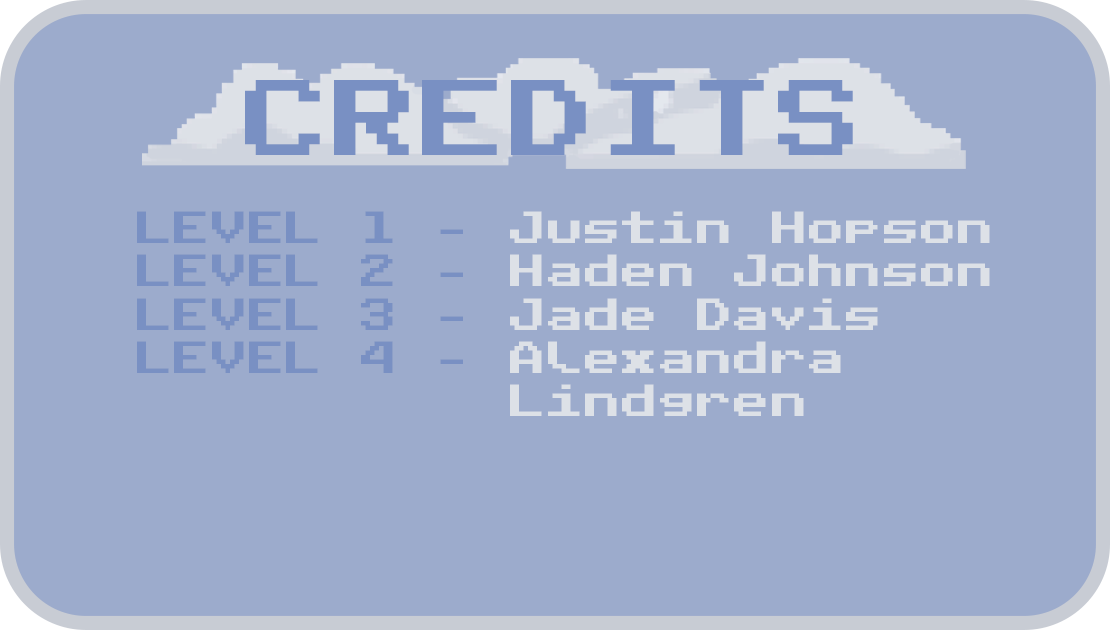 CREDITS
LEVEL 1 - Justin Hopson
LEVEL 2 - Haden Johnson
LEVEL 3 - Jade Davis
LEVEL 4 - Alexandra
Lindgren